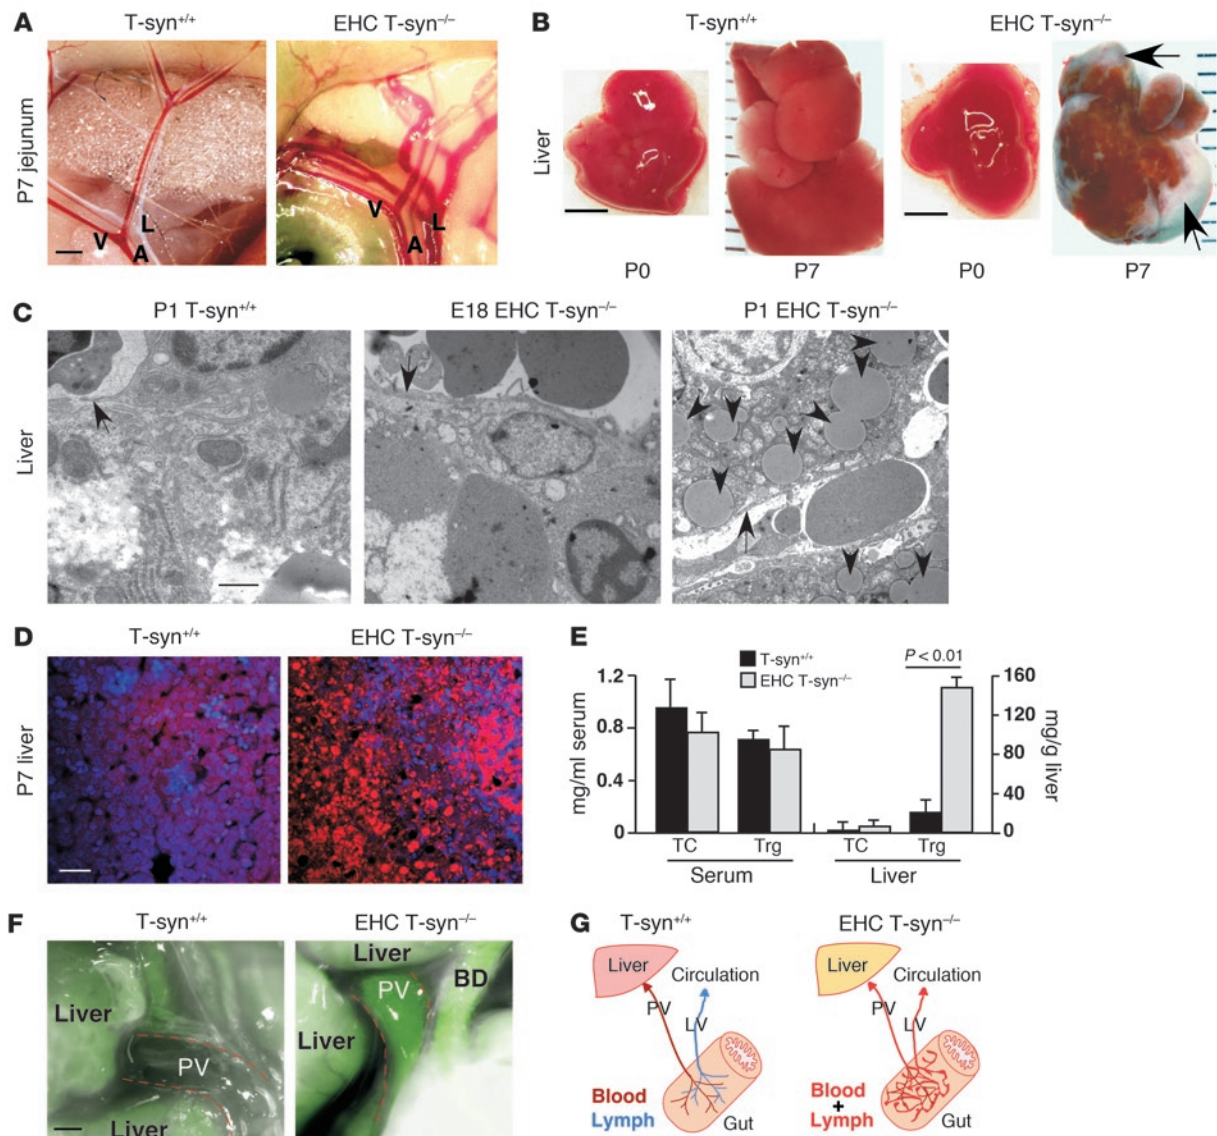 A
T-syn+/+
EHC T-syn−/−
P7 jejunum
V
A
L
V
A
L
B
T-syn+/+
EHC T-syn−/−
Liver
P0
P7
P0
P7
C
P1 T-syn+/+
E18 EHC T-syn−/−
P1 EHC T-syn−/−
Liver
D
T-syn+/+
EHC T-syn−/−
P7 liver
E
T-syn+/+
EHC T-syn−/−
P < 0.01
mg/ml serum
1.2
0.8
0.4
0
160
120
80
40
0
mg/g liver
TC
Trg
TC
Trg
Serum
Liver
F
T-syn+/+
EHC T-syn−/−
Liver
PV
Liver
Liver
PV
BD
Liver
G
T-syn+/+
EHC T-syn−/−
Liver
Circulation
PV
LV
Blood
Lymph
Gut
Liver
Circulation
PV
LV
Blood
+
Lymph
Gut